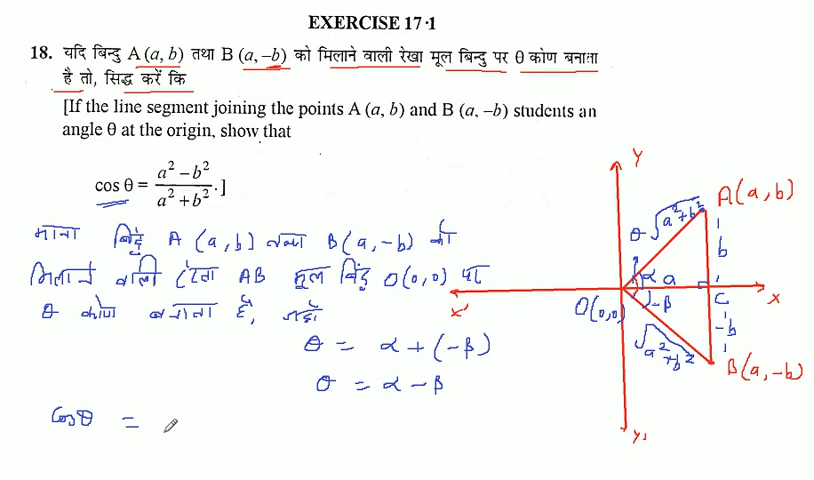 EXERCISE 17·1
18. यदि बिन्दु A (a, b) तथा B (a, –b) को मिलाने वाली रेखा मूल बिन्दु पर θ कोण बनाता
है तो, सिद्ध करें कि
[If the line segment joining the points A (a, b) and B (a, –b) students an
angle θ at the origin, show that
cos θ = (a² – b²)/(a² + b²).]
माना बिंदु A (a, b) तथा B(a, -b) को
मिलाने वाली रेखा AB मूल बिंदु O(0,0) पर
θ कोण बनाता है, जहाँ
θ = α + (-β)
θ = α - β
Cosθ =
Y
A(a, b)
θ √a²+b²
b
α a
X'
O(0,0)
-β
C
X
-b
√a²+b²
B(a, -b)
Y'